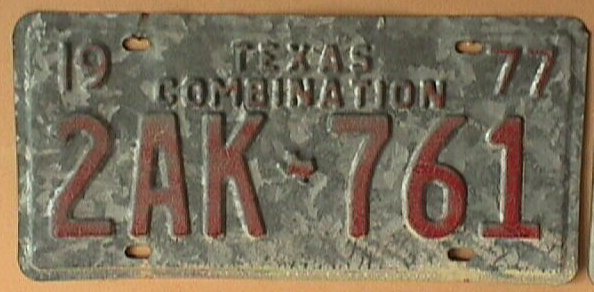 19 TEXAS 77
COMBINATION
2AK 761